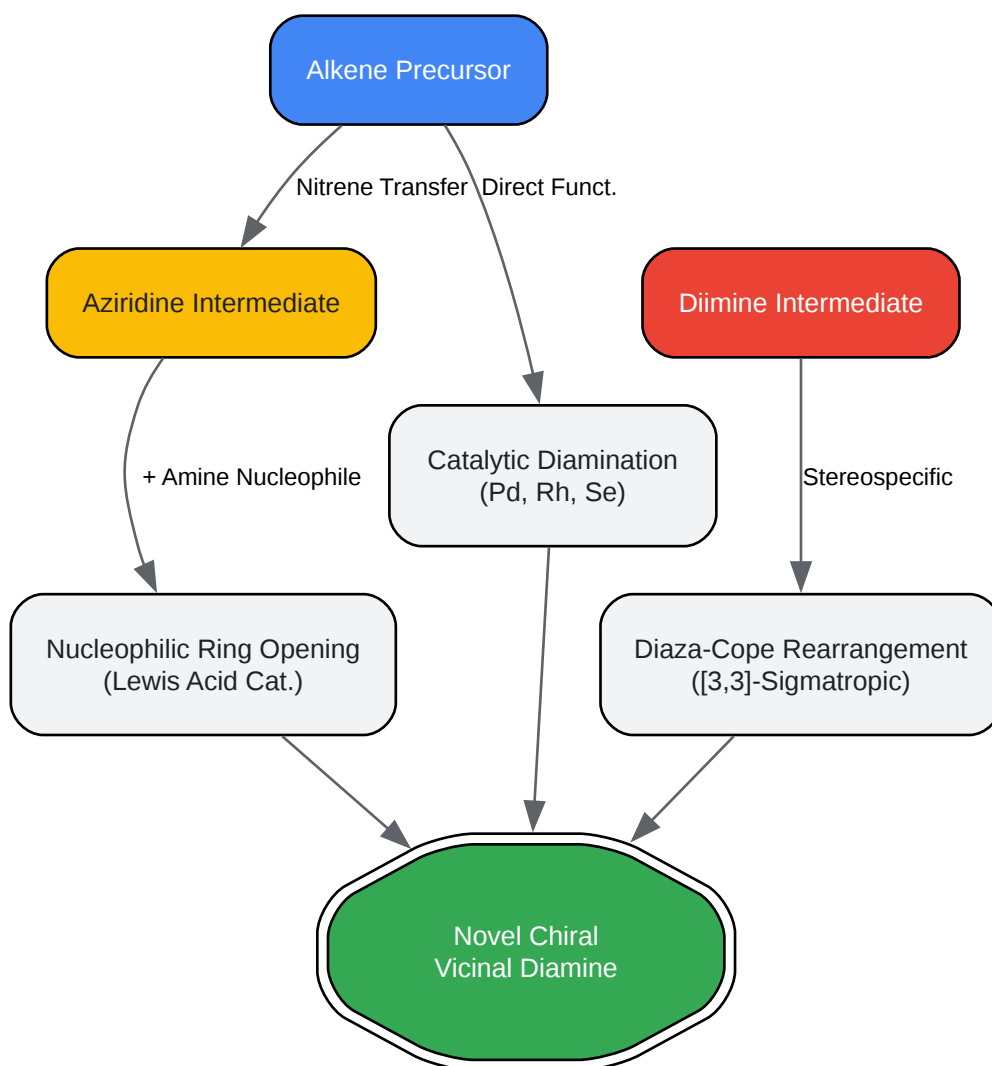 Alkene Precursor
Nitrene Transfer
Direct Funct.
Aziridine Intermediate
Diimine Intermediate
Catalytic Diamination
(Pd, Rh, Se)
+ Amine Nucleophile
Stereospecific
Nucleophilic Ring Opening
(Lewis Acid Cat.)
Diaza-Cope Rearrangement
([3,3]-Sigmatropic)
Novel Chiral
Vicinal Diamine